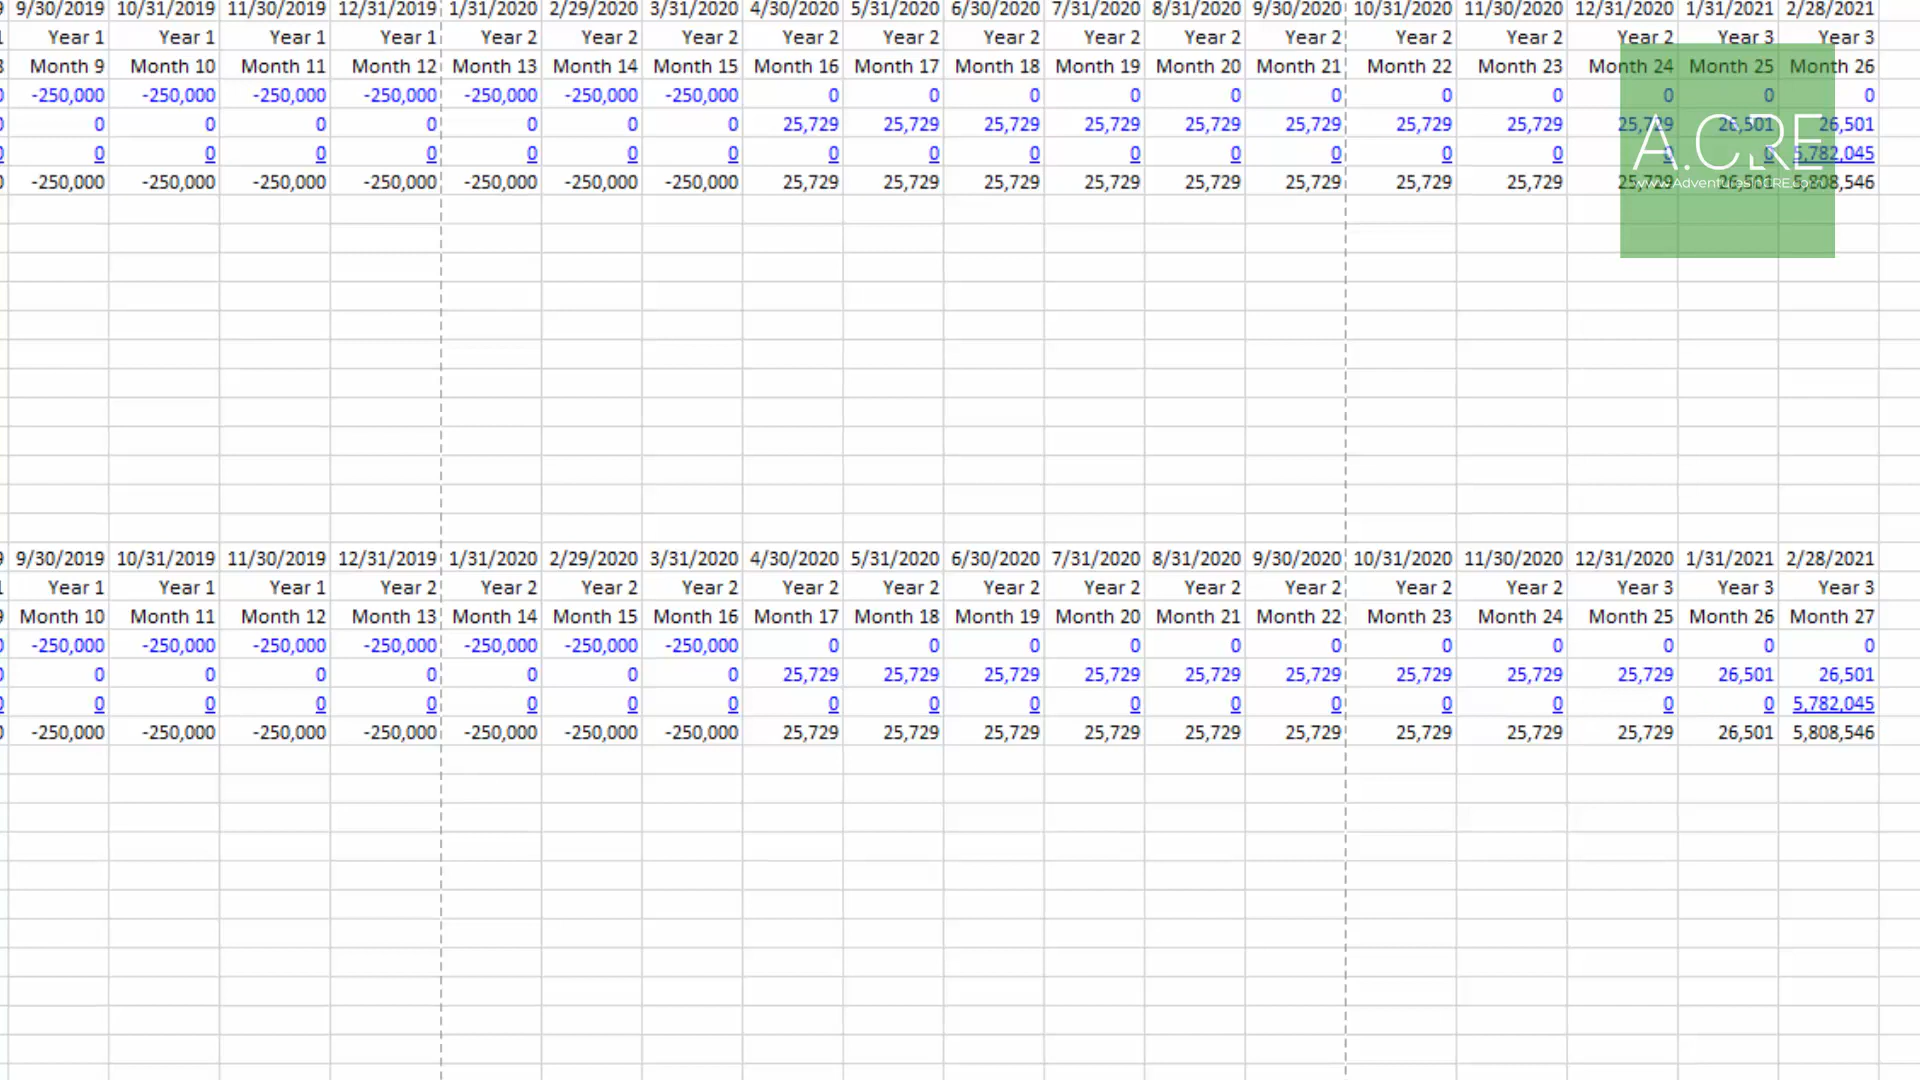 9/30/2019 10/31/2019 11/30/2019 12/31/2019 1/31/2020 2/29/2020 3/31/2020 4/30/2020 5/31/2020 6/30/2020 7/31/2020 8/31/2020 9/30/2020 10/31/2020 11/30/2020 12/31/2020 1/31/2021 2/28/2021
Year 1 Year 1 Year 1 Year 1 Year 2 Year 2 Year 2 Year 2 Year 2 Year 2 Year 2 Year 2 Year 2 Year 2 Year 2 Year 2 Year 3 Year 3
Month 9 Month 10 Month 11 Month 12 Month 13 Month 14 Month 15 Month 16 Month 17 Month 18 Month 19 Month 20 Month 21 Month 22 Month 23 Month 24 Month 25 Month 26
-250,000 -250,000 -250,000 -250,000 -250,000 -250,000 -250,000 0 0 0 0 0 0 0 0 0 0 0
0 0 0 0 0 0 0 25,729 25,729 25,729 25,729 25,729 25,729 25,729 25,729 25,729 26,501 26,501
0 0 0 0 0 0 0 0 0 0 0 0 0 0 0 0 0 5,782,045
-250,000 -250,000 -250,000 -250,000 -250,000 -250,000 -250,000 25,729 25,729 25,729 25,729 25,729 25,729 25,729 25,729 25,729 26,501 5,808,546
A.CRE
www.AdventuresinCRE.com
9/30/2019 10/31/2019 11/30/2019 12/31/2019 1/31/2020 2/29/2020 3/31/2020 4/30/2020 5/31/2020 6/30/2020 7/31/2020 8/31/2020 9/30/2020 10/31/2020 11/30/2020 12/31/2020 1/31/2021 2/28/2021
Year 1 Year 1 Year 1 Year 2 Year 2 Year 2 Year 2 Year 2 Year 2 Year 2 Year 2 Year 2 Year 2 Year 2 Year 2 Year 3 Year 3 Year 3
Month 10 Month 11 Month 12 Month 13 Month 14 Month 15 Month 16 Month 17 Month 18 Month 19 Month 20 Month 21 Month 22 Month 23 Month 24 Month 25 Month 26 Month 27
-250,000 -250,000 -250,000 -250,000 -250,000 -250,000 -250,000 0 0 0 0 0 0 0 0 0 0 0
0 0 0 0 0 0 0 25,729 25,729 25,729 25,729 25,729 25,729 25,729 25,729 25,729 26,501 26,501
0 0 0 0 0 0 0 0 0 0 0 0 0 0 0 0 0 5,782,045
-250,000 -250,000 -250,000 -250,000 -250,000 -250,000 -250,000 25,729 25,729 25,729 25,729 25,729 25,729 25,729 25,729 25,729 26,501 5,808,546